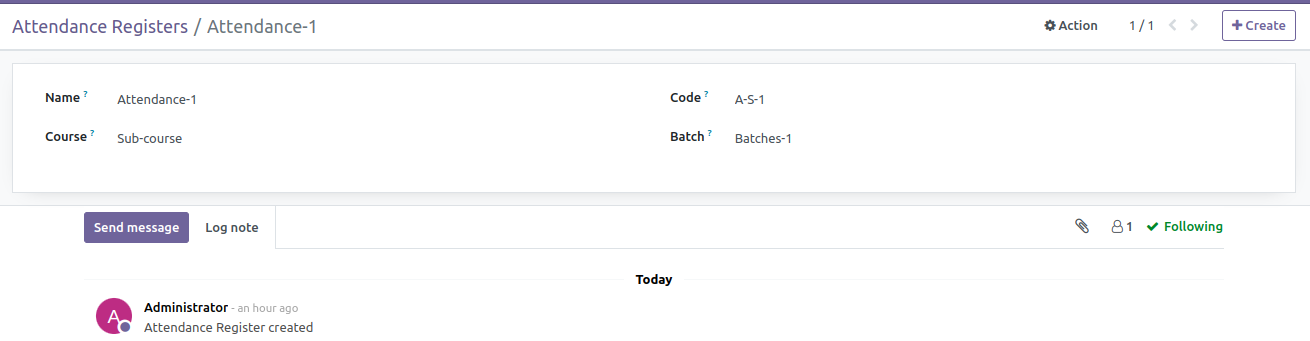 Attendance Registers / Attendance-1 Action 1 / 1 Create
Name ? Attendance-1 Code ? A-S-1
Course ? Sub-course Batch ? Batches-1
Send message Log note 1 Following
Today
A Administrator - an hour ago
Attendance Register created